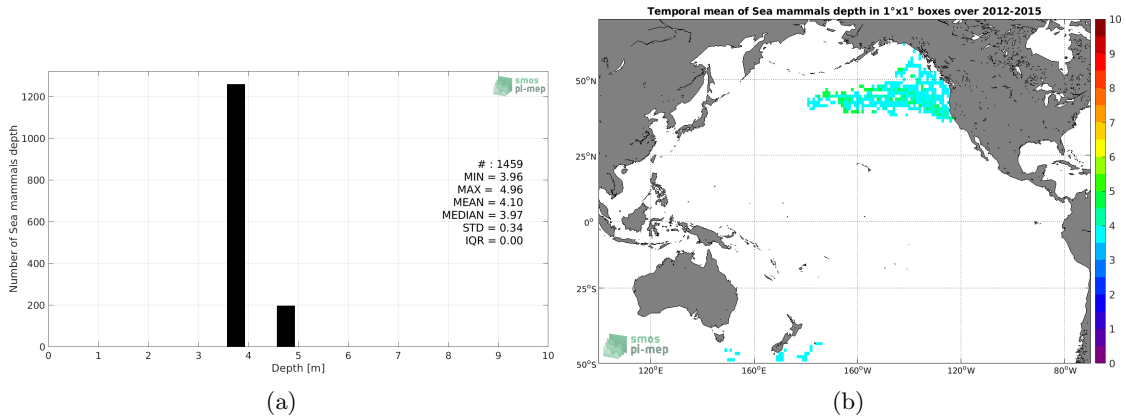 smos
pi-mep
1200
1000
800
600
400
200
0
Number of Sea mammals depth
# : 1459
MIN = 3.96
MAX = 4.96
MEAN = 4.10
MEDIAN = 3.97
STD = 0.34
IQR = 0.00
0 1 2 3 4 5 6 7 8 9 10
Depth [m]
(a)
Temporal mean of Sea mammals depth in 1°x1° boxes over 2012-2015
50°N
25°N
0°
25°S
50°S
smos
pi-mep
120°E 160°E 160°W 120°W 80°W
10
9
8
7
6
5
4
3
2
1
0
(b)